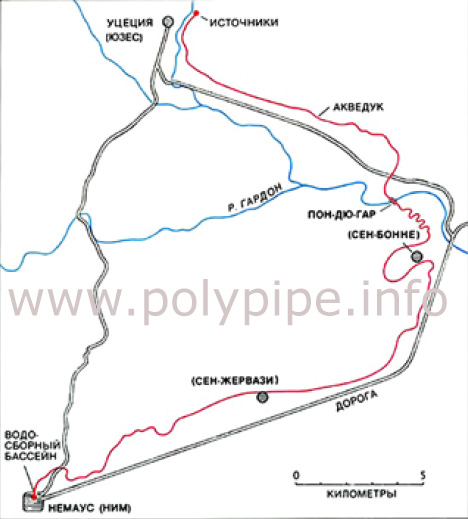 УЦЕЦИЯ
(ЮЗЕС)
ИСТОЧНИКИ
АКВЕДУК
Р. ГАРДОН
ПОН-ДЮ-ГАР
(СЕН-БОННЕ)
www.polypipe.info
(СЕН-ЖЕРВАЗИ)
ДОРОГА
ВОДО-
СБОРНЫЙ
БАССЕЙН
НЕМАУС (НИМ)
0 5
КИЛОМЕТРЫ